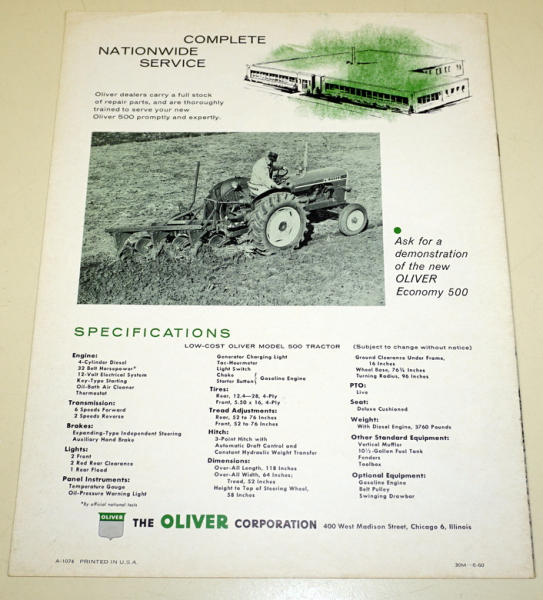 COMPLETE
NATIONWIDE
SERVICE
Oliver dealers carry a full stock
of repair parts, and are thoroughly
trained to serve your new
Oliver 500 promptly and expertly.
Ask for a
demonstration
of the new
OLIVER
Economy 500
SPECIFICATIONS
LOW-COST OLIVER MODEL 500 TRACTOR
(Subject to change without notice)
Engine:
4-Cylinder Diesel
32 Belt Horsepower*
12-Volt Electrical System
Key-Type Starting
Oil-Bath Air Cleaner
Thermostat
Transmission:
6 Speeds Forward
2 Speeds Reverse
Brakes:
Expanding-Type Independent Steering
Auxiliary Hand Brake
Lights:
2 Front
2 Red Rear Clearance
1 Rear Flood
Panel Instruments:
Temperature Gauge
Oil-Pressure Warning Light
*By official national tests
Generator Charging Light
Tac-Hourmeter
Light Switch
Choke
Starter Button
Gasoline Engine
Tires:
Rear, 12.4—28, 4-Ply
Front, 5.50 x 16, 4-Ply
Tread Adjustments:
Rear, 52 to 76 Inches
Front, 52 to 76 Inches
Hitch:
3-Point Hitch with
Automatic Draft Control and
Constant Hydraulic Weight Transfer
Dimensions:
Over-All Length, 118 Inches
Over-All Width, 64 Inches;
Tread, 52 Inches
Height to Top of Steering Wheel,
58 Inches
Ground Clearance Under Frame,
16 Inches
Wheel Base, 76¾ Inches
Turning Radius, 96 Inches
PTO:
Live
Seat:
Deluxe Cushioned
Weight:
With Diesel Engine, 3760 Pounds
Other Standard Equipment:
Vertical Muffler
10½-Gallon Fuel Tank
Fenders
Toolbox
Optional Equipment:
Gasoline Engine
Belt Pulley
Swinging Drawbar
OLIVER
THE OLIVER CORPORATION 400 West Madison Street, Chicago 6, Illinois
A-1074 PRINTED IN U.S.A.
30M—6-60